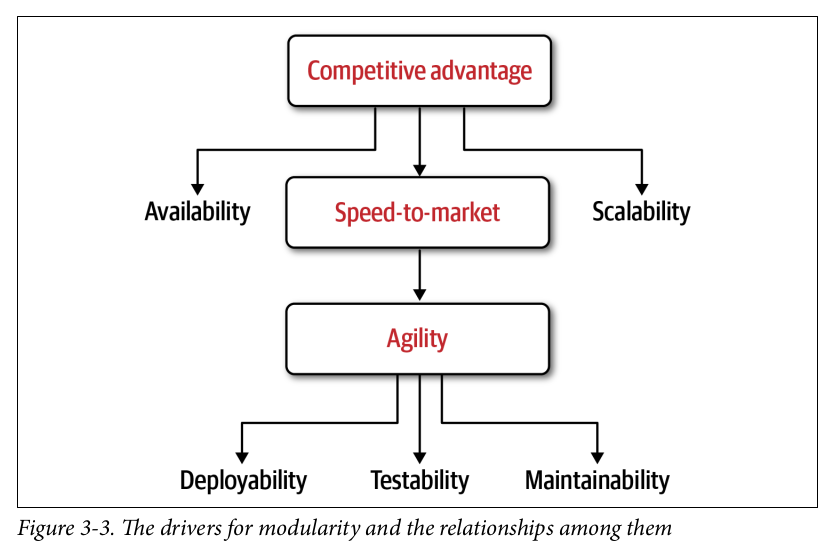 Competitive advantage
Availability
Speed-to-market
Scalability
Agility
Deployability
Testability
Maintainability
Figure 3-3. The drivers for modularity and the relationships among them